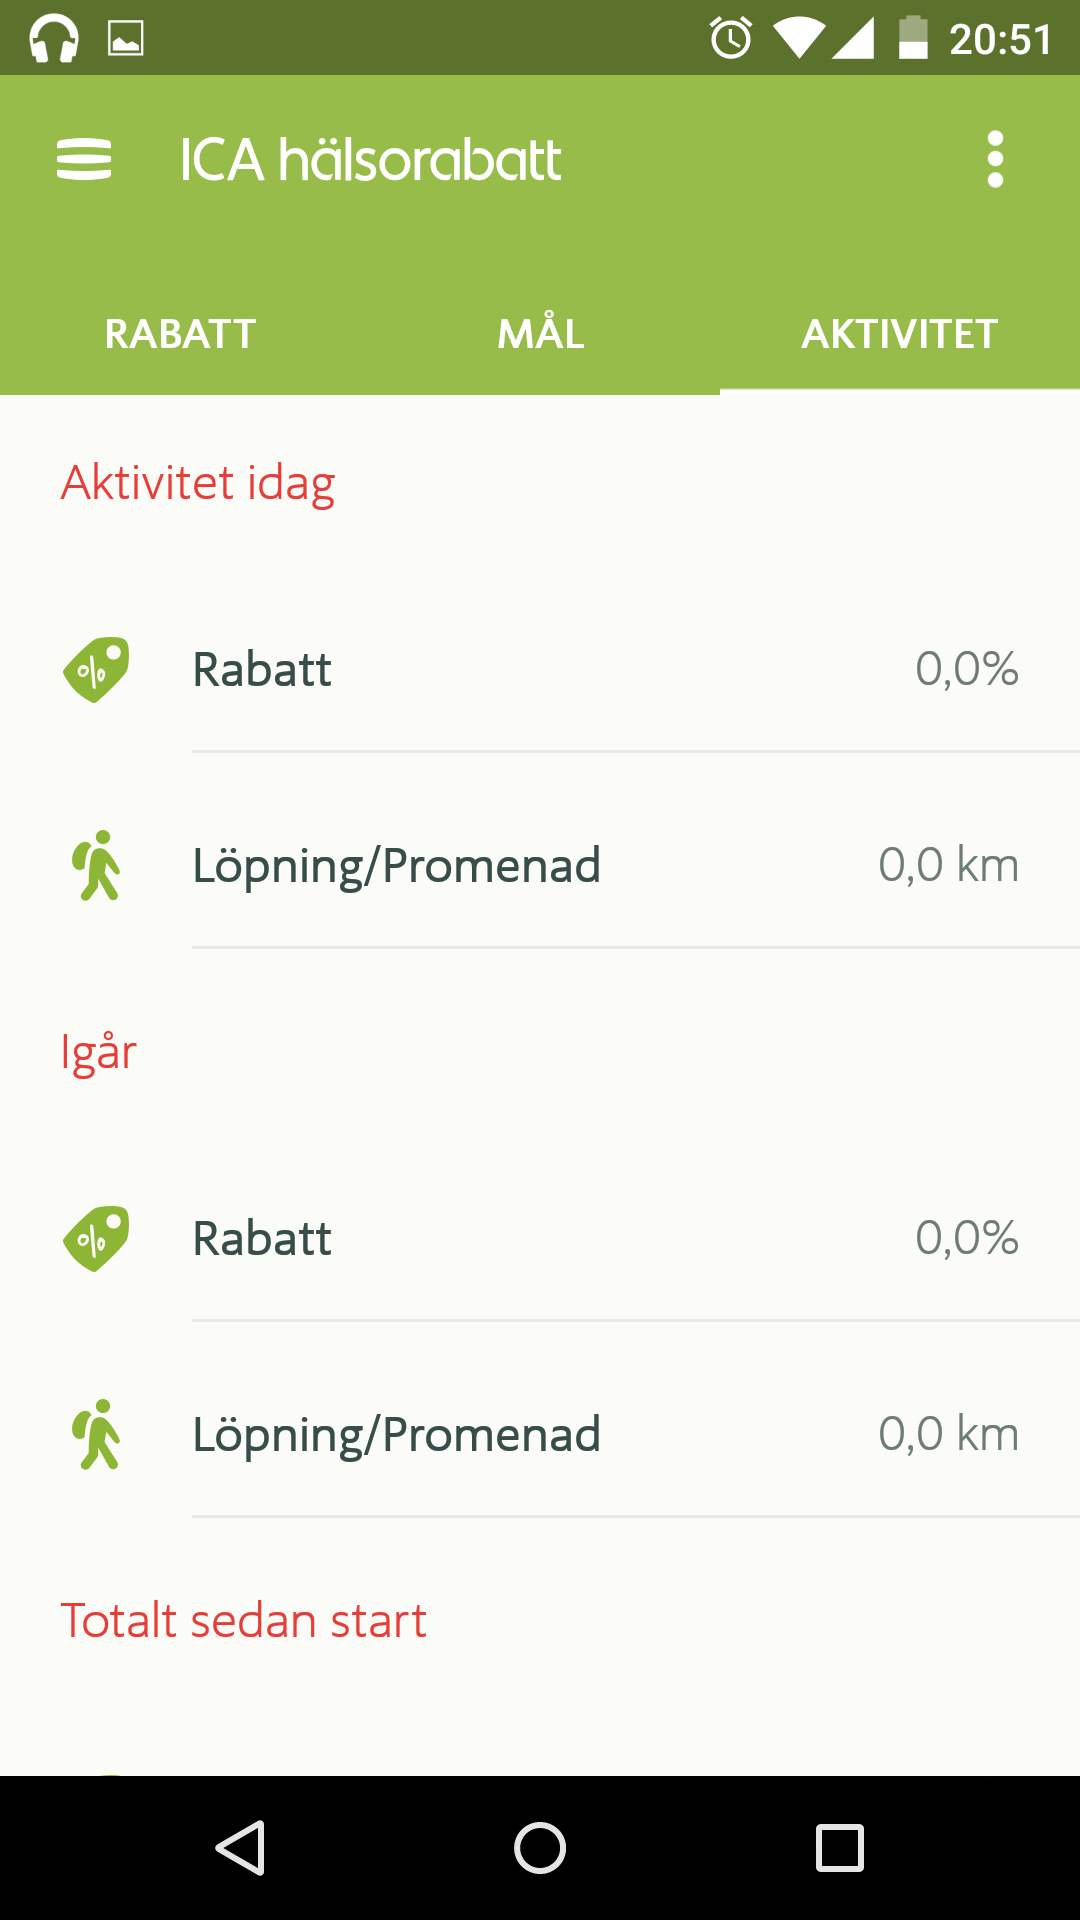 20:51
ICA hälsorabatt
RABATT MÅL AKTIVITET
Aktivitet idag
Rabatt 0,0%
Löpning/Promenad 0,0 km
Igår
Rabatt 0,0%
Löpning/Promenad 0,0 km
Totalt sedan start